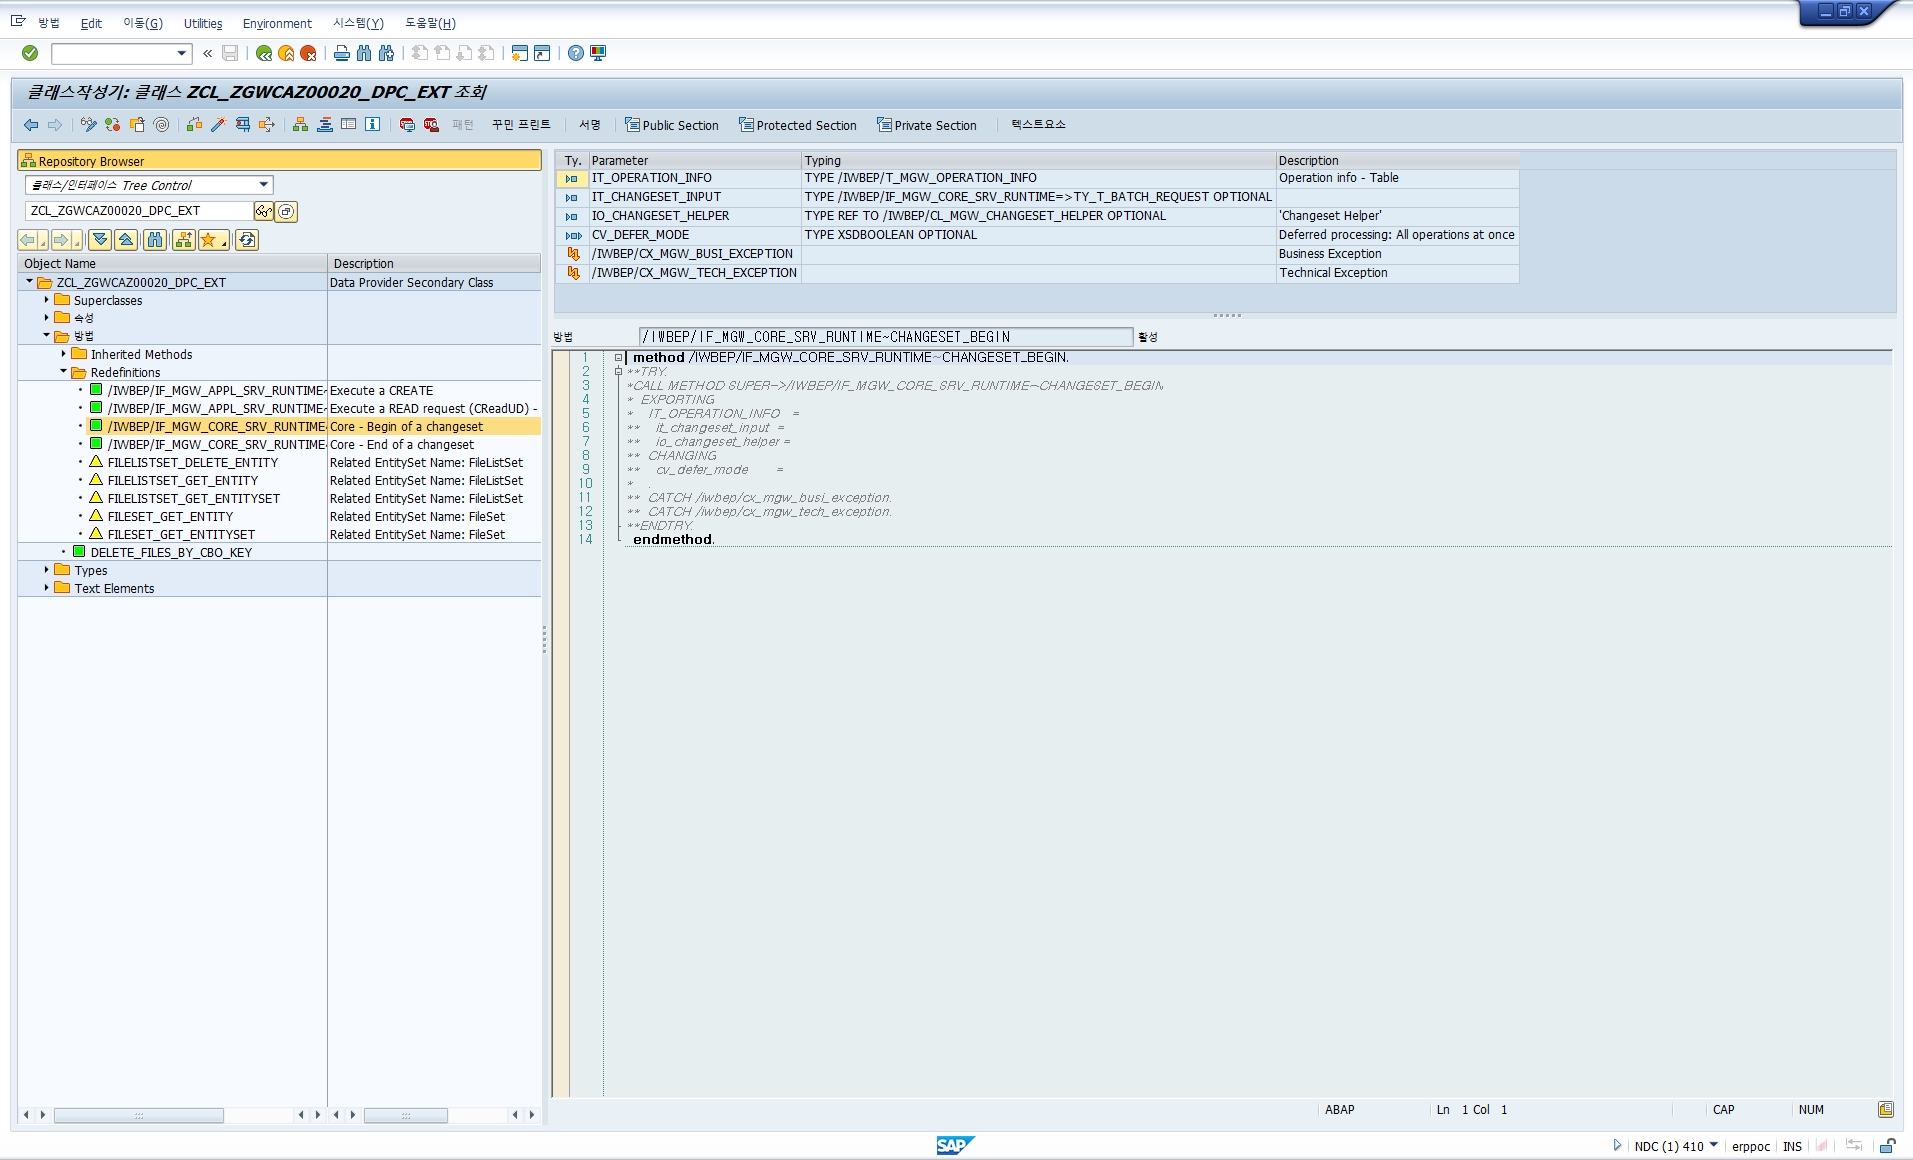 방법 Edit 이동(G) Utilities Environment 시스템(Y) 도움말(H)
클래스작성기: 클래스 ZCL_ZGWCAZ00020_DPC_EXT 조회
패턴 꾸민 프린트 서명 Public Section Protected Section Private Section 텍스트요소
Repository Browser
클래스/인터페이스 Tree Control
ZCL_ZGWCAZ00020_DPC_EXT
Object Name Description
ZCL_ZGWCAZ00020_DPC_EXT Data Provider Secondary Class
Superclasses
속성
방법
Inherited Methods
Redefinitions
/IWBEP/IF_MGW_APPL_SRV_RUNTIME~ Execute a CREATE
/IWBEP/IF_MGW_APPL_SRV_RUNTIME~ Execute a READ request (CReadUD) -
/IWBEP/IF_MGW_CORE_SRV_RUNTIME~ Core - Begin of a changeset
/IWBEP/IF_MGW_CORE_SRV_RUNTIME~ Core - End of a changeset
FILELISTSET_DELETE_ENTITY Related EntitySet Name: FileListSet
FILELISTSET_GET_ENTITY Related EntitySet Name: FileListSet
FILELISTSET_GET_ENTITYSET Related EntitySet Name: FileListSet
FILESET_GET_ENTITY Related EntitySet Name: FileSet
FILESET_GET_ENTITYSET Related EntitySet Name: FileSet
DELETE_FILES_BY_CBO_KEY
Types
Text Elements
Ty. Parameter Typing Description
IT_OPERATION_INFO TYPE /IWBEP/T_MGW_OPERATION_INFO Operation info - Table
IT_CHANGESET_INPUT TYPE /IWBEP/IF_MGW_CORE_SRV_RUNTIME=>TY_T_BATCH_REQUEST OPTIONAL
IO_CHANGESET_HELPER TYPE REF TO /IWBEP/CL_MGW_CHANGESET_HELPER OPTIONAL 'Changeset Helper'
CV_DEFER_MODE TYPE XSDBOOLEAN OPTIONAL Deferred processing: All operations at once
/IWBEP/CX_MGW_BUSI_EXCEPTION Business Exception
/IWBEP/CX_MGW_TECH_EXCEPTION Technical Exception
방법 /IWBEP/IF_MGW_CORE_SRV_RUNTIME~CHANGESET_BEGIN 활성
1 method /IWBEP/IF_MGW_CORE_SRV_RUNTIME~CHANGESET_BEGIN.
2 **TRY.
3 *CALL METHOD SUPER->/IWBEP/IF_MGW_CORE_SRV_RUNTIME~CHANGESET_BEGIN
4 * EXPORTING
5 * IT_OPERATION_INFO =
6 ** it_changeset_input =
7 ** io_changeset_helper =
8 ** CHANGING
9 ** cv_defer_mode =
10 * .
11 ** CATCH /iwbep/cx_mgw_busi_exception.
12 ** CATCH /iwbep/cx_mgw_tech_exception.
13 **ENDTRY.
14 endmethod.
ABAP Ln 1 Col 1 CAP NUM
SAP NDC (1) 410 erppoc INS